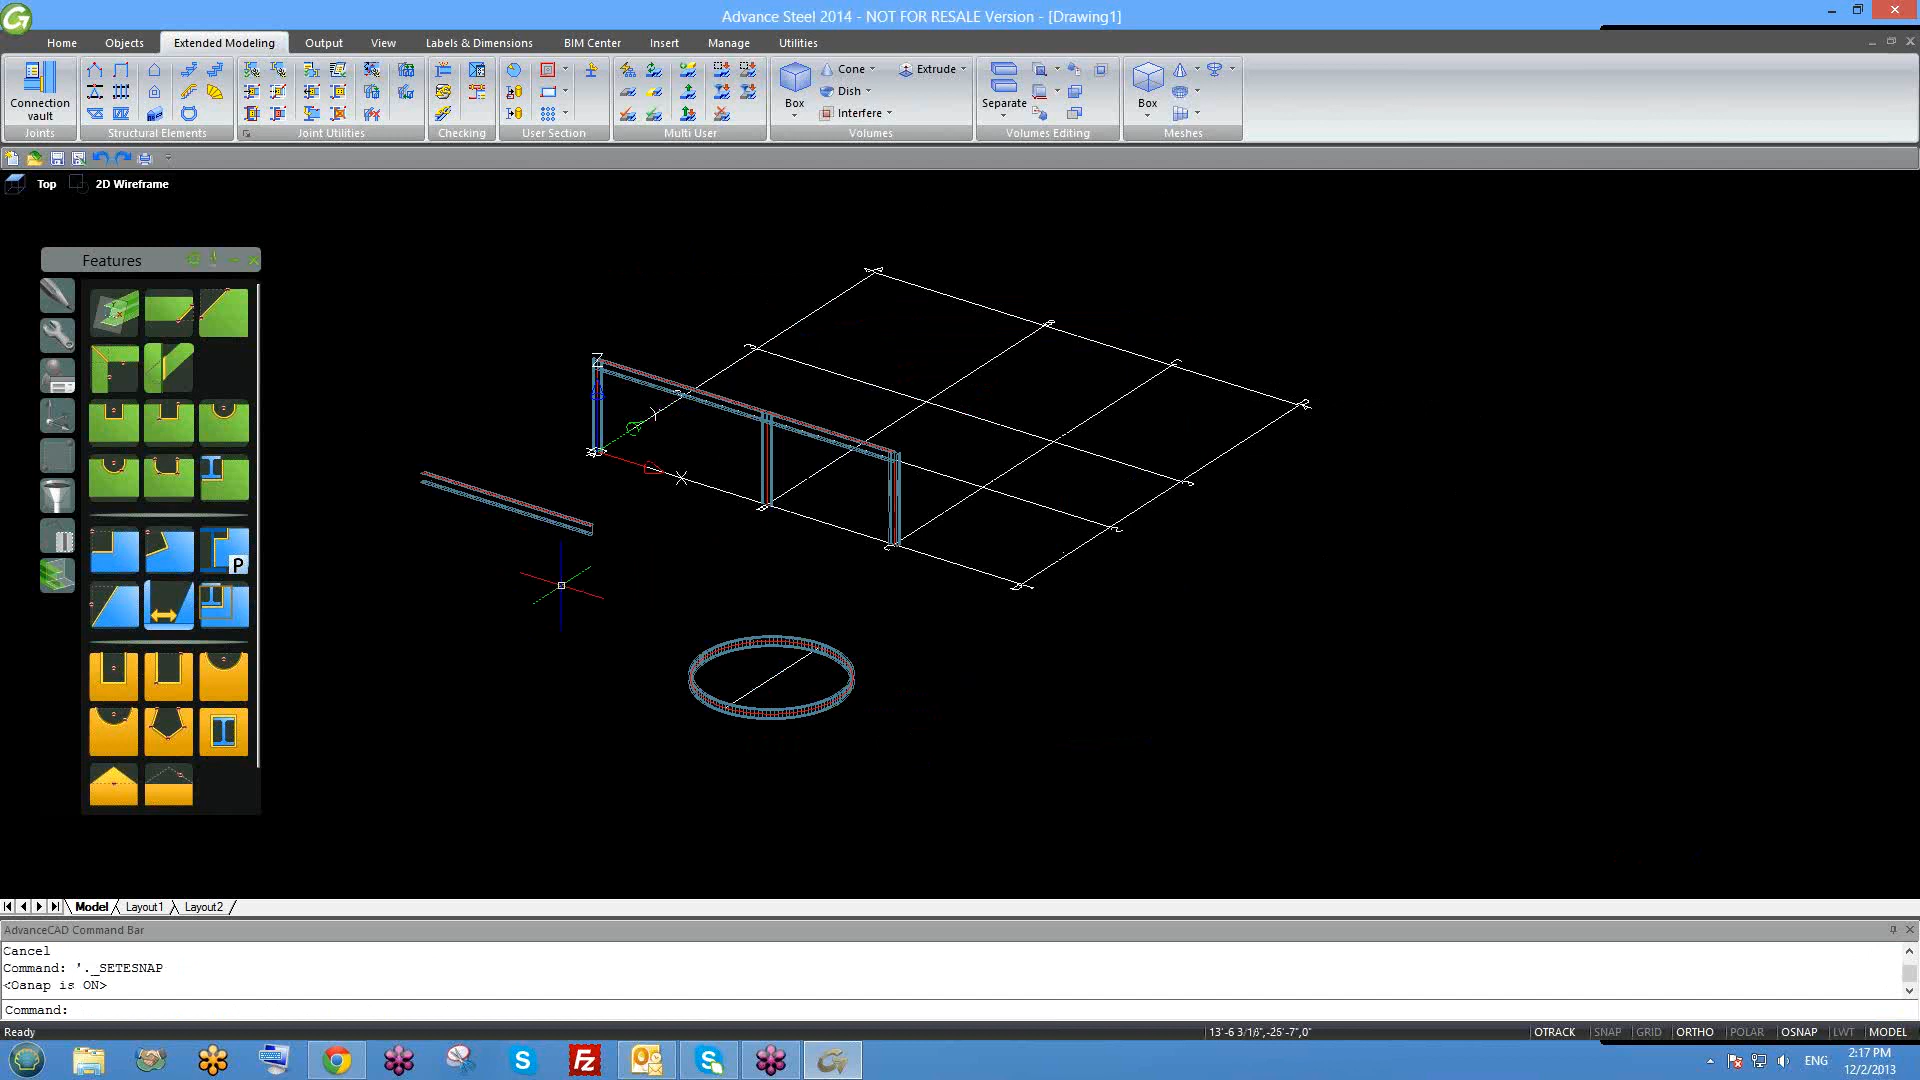 Advance Steel 2014 - NOT FOR RESALE Version - [Drawing1]
Home Objects Extended Modeling Output View Labels & Dimensions BIM Center Insert Manage Utilities
Connection vault
Joints
Structural Elements
Joint Utilities
Checking
User Section
Multi User
Box
Cone
Dish
Interfere
Extrude
Volumes
Separate
Volumes Editing
Box
Meshes
Top 2D Wireframe
Features
P
Z
Y
X
Model Layout1 Layout2
AdvanceCAD Command Bar
Cancel
Command: '._SETESNAP
<Osnap is ON>
Command:
Ready 13'-6 3/16",-25'-7",0" OTRACK SNAP GRID ORTHO POLAR OSNAP LWT MODEL
ENG 2:17 PM
12/2/2013